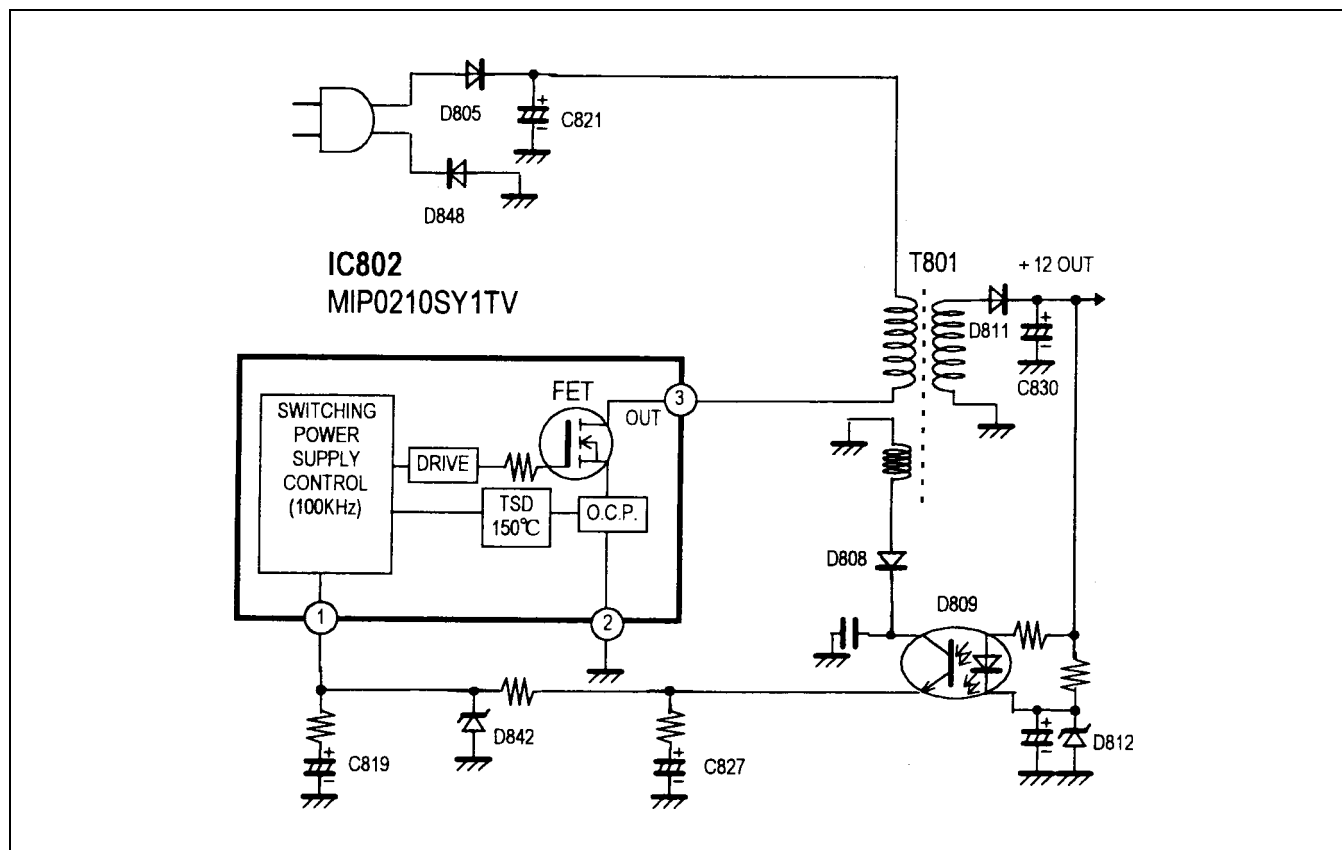 D805
C821
D848
IC802
MIP0210SY1TV
T801
+ 12 OUT
D811
C830
FET
OUT
3
SWITCHING
POWER
SUPPLY
CONTROL
(100KHz)
DRIVE
TSD
150℃
O.C.P.
1
2
D808
D809
D842
C819
C827
D812
+
−
+
−
+
−
+
−
+
−